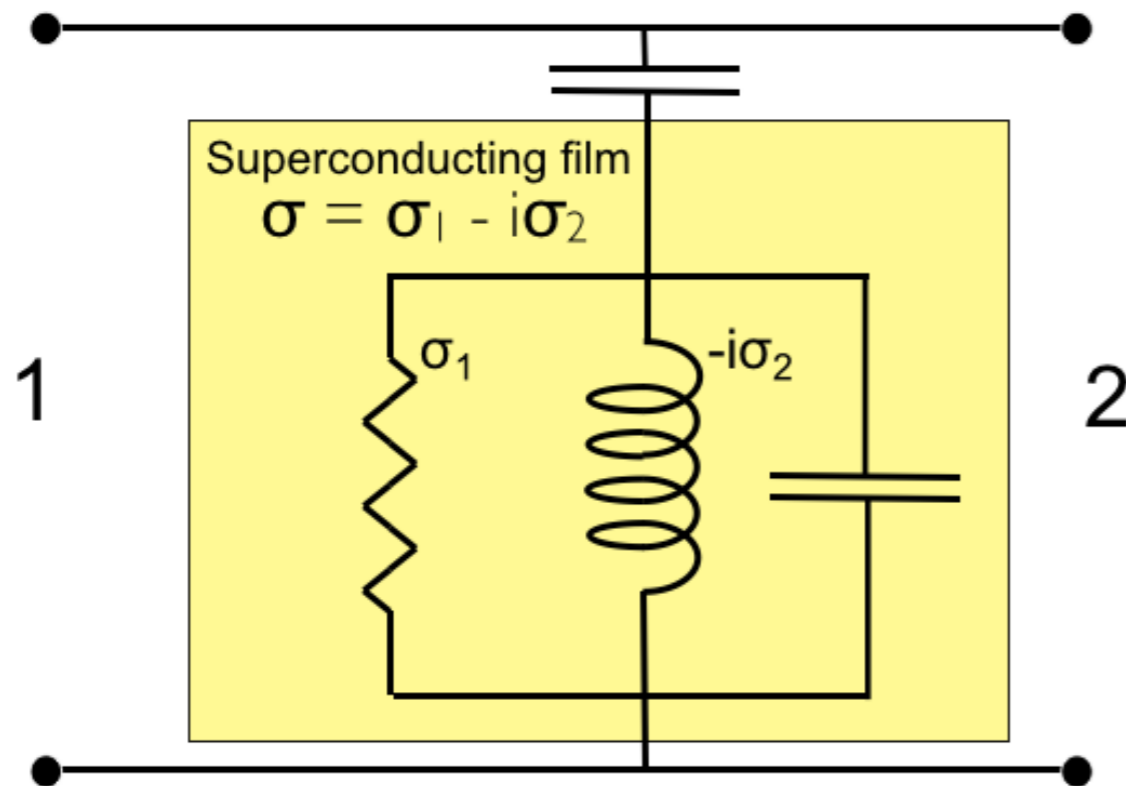 Superconducting film
σ = σ₁ - iσ₂
σ₁
-iσ₂
1
2